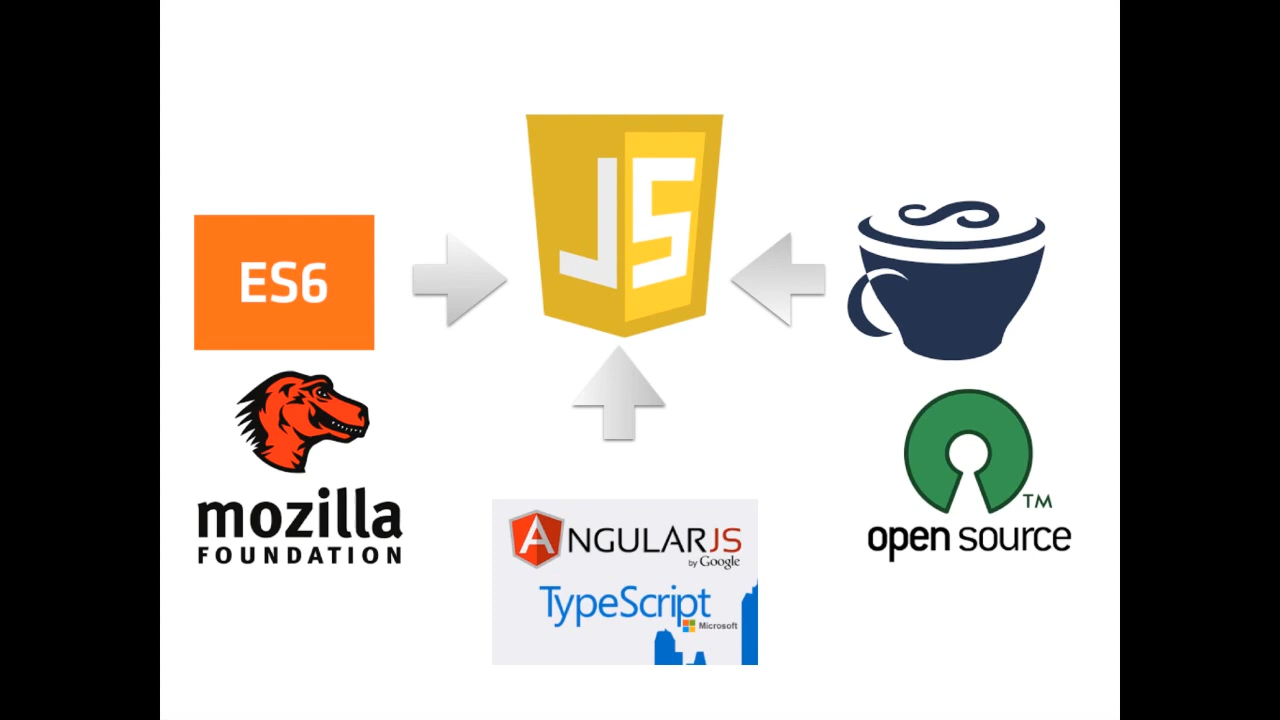 JS
ES6
mozilla
FOUNDATION
ANGULARJS
by Google
TypeScript
Microsoft
TM
open source